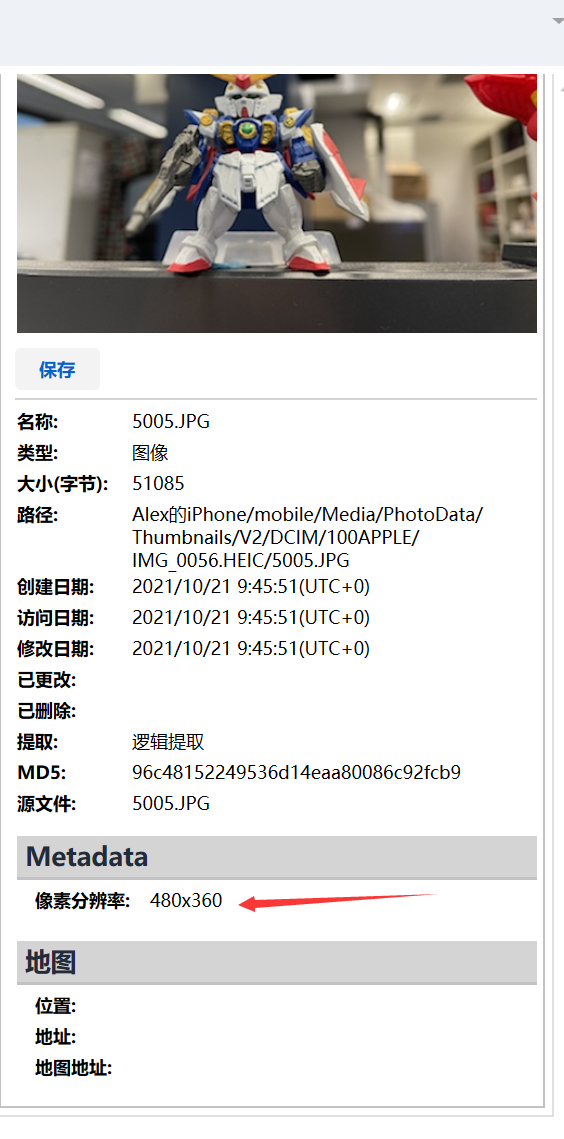 保存
名称: 5005.JPG
类型: 图像
大小(字节): 51085
路径: Alex的iPhone/mobile/Media/PhotoData/
Thumbnails/V2/DCIM/100APPLE/
IMG_0056.HEIC/5005.JPG
创建日期: 2021/10/21 9:45:51(UTC+0)
访问日期: 2021/10/21 9:45:51(UTC+0)
修改日期: 2021/10/21 9:45:51(UTC+0)
已更改:
已删除:
提取: 逻辑提取
MD5: 96c48152249536d14eaa80086c92fcb9
源文件: 5005.JPG
Metadata
像素分辨率: 480x360
地图
位置:
地址:
地图地址: